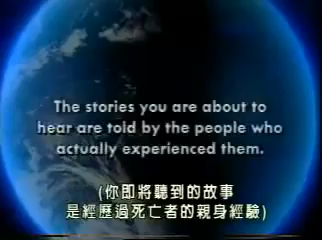 The stories you are about to
hear are told by the people who
actually experienced them.
(你即將聽到的故事
是經歷過死亡者的親身經驗)